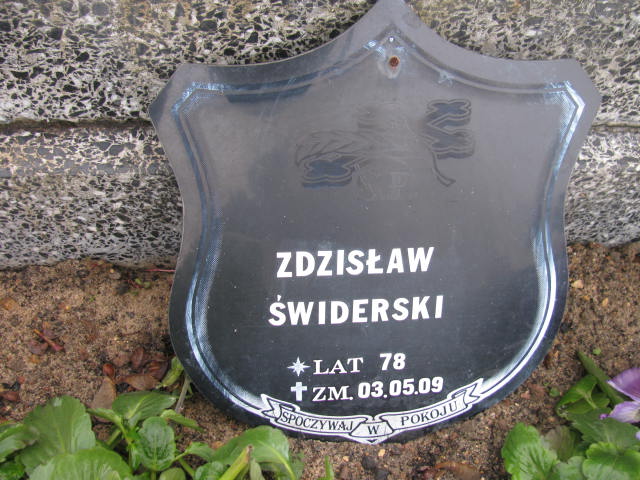 Ś.P.
ZDZISŁAW
ŚWIDERSKI
LAT 78
ZM. 03.05.09
SPOCZYWAJ W POKOJU